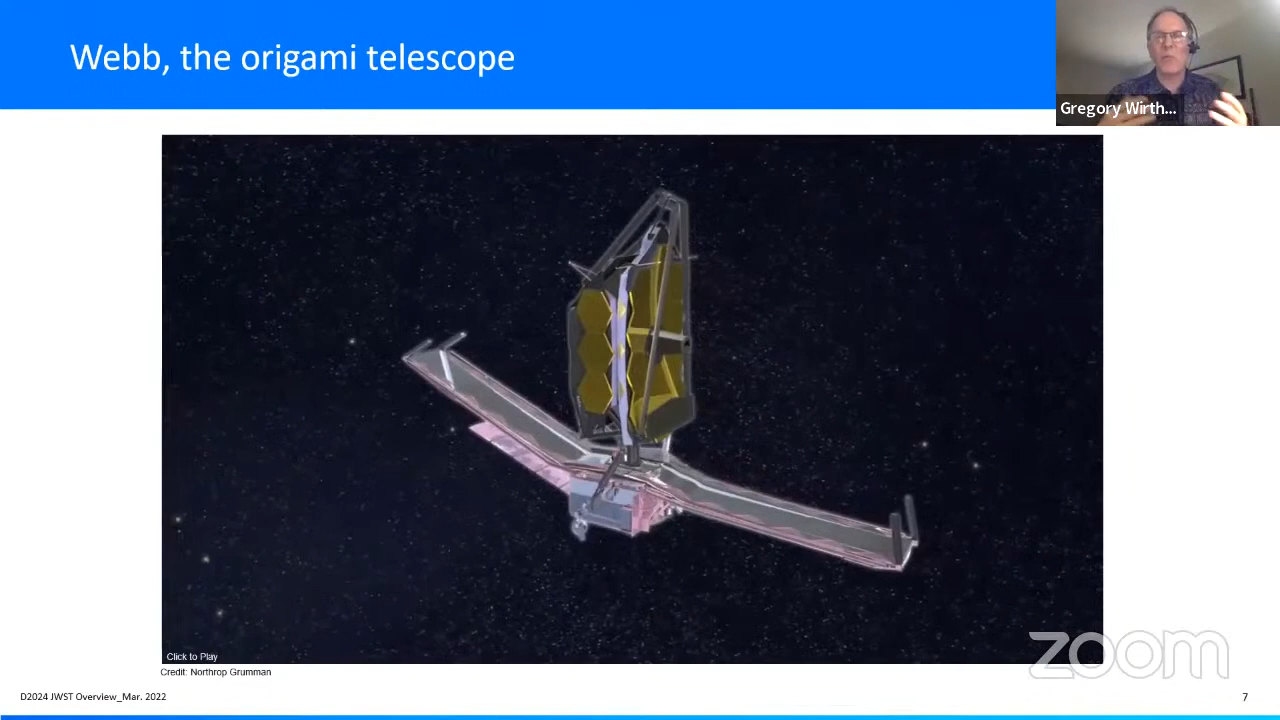 Webb, the origami telescope
Gregory Wirth...
Click to Play
Credit: Northrop Grumman
zoom
D2024 JWST Overview_Mar. 2022
7